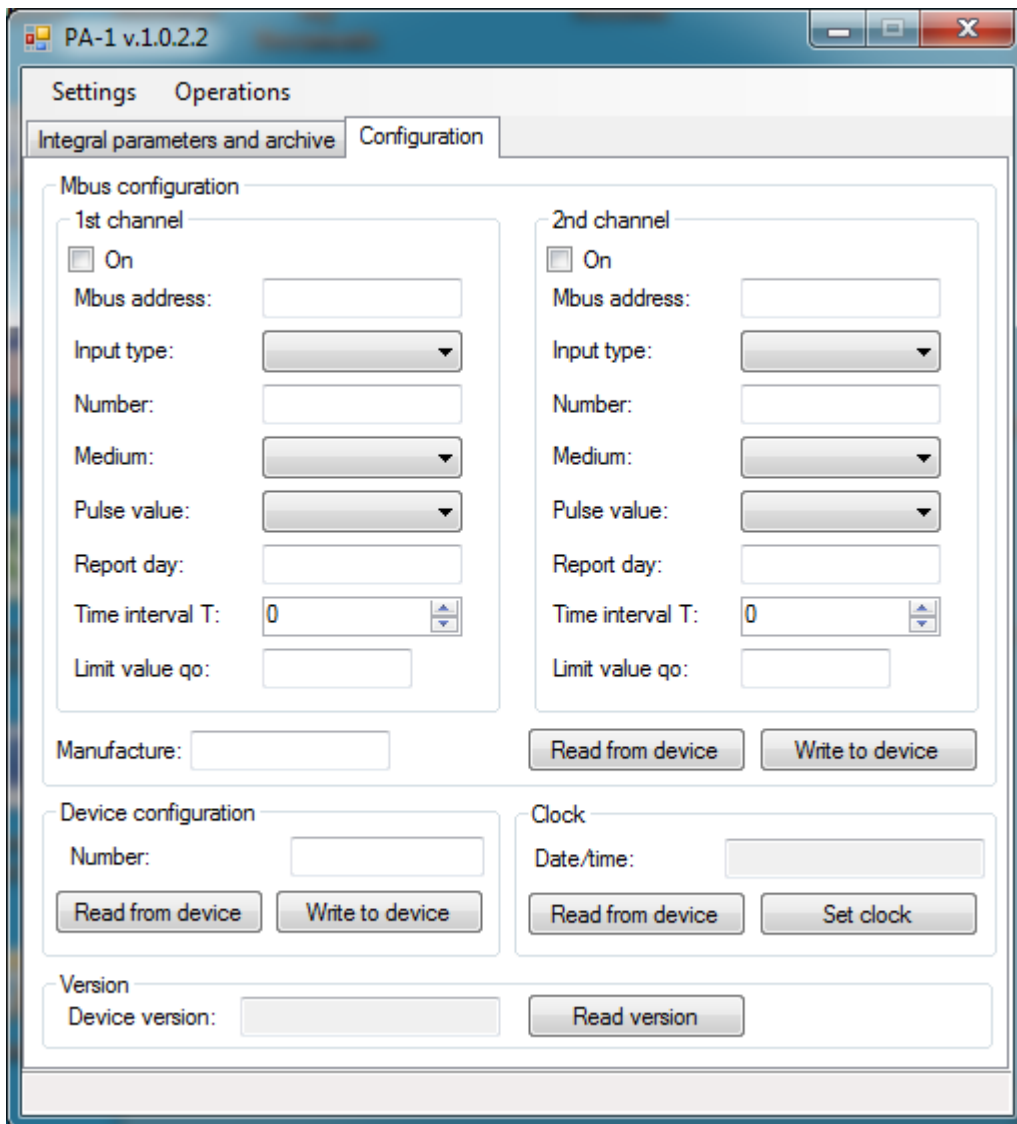 PA-1 v.1.0.2.2
Settings Operations
Integral parameters and archive Configuration
Mbus configuration
1st channel
On
Mbus address:
Input type:
Number:
Medium:
Pulse value:
Report day:
Time interval T: 0
Limit value qo:
2nd channel
On
Mbus address:
Input type:
Number:
Medium:
Pulse value:
Report day:
Time interval T: 0
Limit value qo:
Manufacture:
Read from device Write to device
Device configuration
Number:
Read from device Write to device
Clock
Date/time:
Read from device Set clock
Version
Device version: Read version